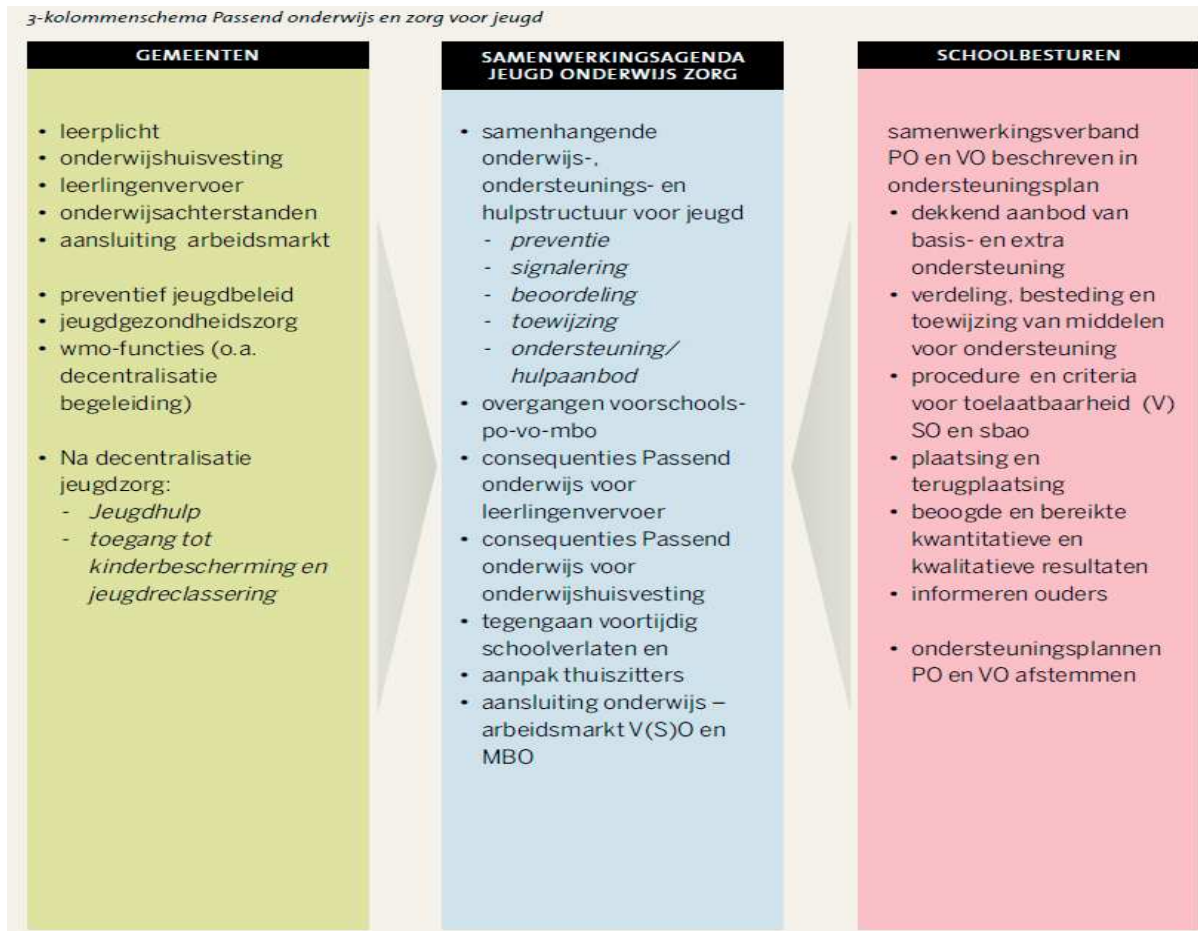 3-kolommenschema Passend onderwijs en zorg voor jeugd
GEMEENTEN
• leerplicht
• onderwijshuisvesting
• leerlingenvervoer
• onderwijsachterstanden
• aansluiting arbeidsmarkt
• preventief jeugdbeleid
• jeugdgezondheidszorg
• wmo-functies (o.a.
decentralisatie
begeleiding)
• Na decentralisatie
jeugdzorg:
- Jeugdhulp
- toegang tot
kinderbescherming en
jeugdreclassering
SAMENWERKINGSAGENDA
JEUGD ONDERWIJS ZORG
• samenhangende
onderwijs-,
ondersteunings- en
hulpstructuur voor jeugd
- preventie
- signalering
- beoordeling
- toewijzing
- ondersteuning/
hulpaanbod
• overgangen voorschools-
po-vo-mbo
• consequenties Passend
onderwijs voor
leerlingenvervoer
• consequenties Passend
onderwijs voor
onderwijshuisvesting
• tegengaan voortijdig
schoolverlaten en
• aanpak thuiszitters
• aansluiting onderwijs –
arbeidsmarkt V(S)O en
MBO
SCHOOLBESTUREN
samenwerkingsverband
PO en VO beschreven in
ondersteuningsplan
• dekkend aanbod van
basis- en extra
ondersteuning
• verdeling, besteding en
toewijzing van middelen
voor ondersteuning
• procedure en criteria
voor toelaatbaarheid (V)
SO en sbao
• plaatsing en
terugplaatsing
• beoogde en bereikte
kwantitatieve en
kwalitatieve resultaten
• informeren ouders
• ondersteuningsplannen
PO en VO afstemmen